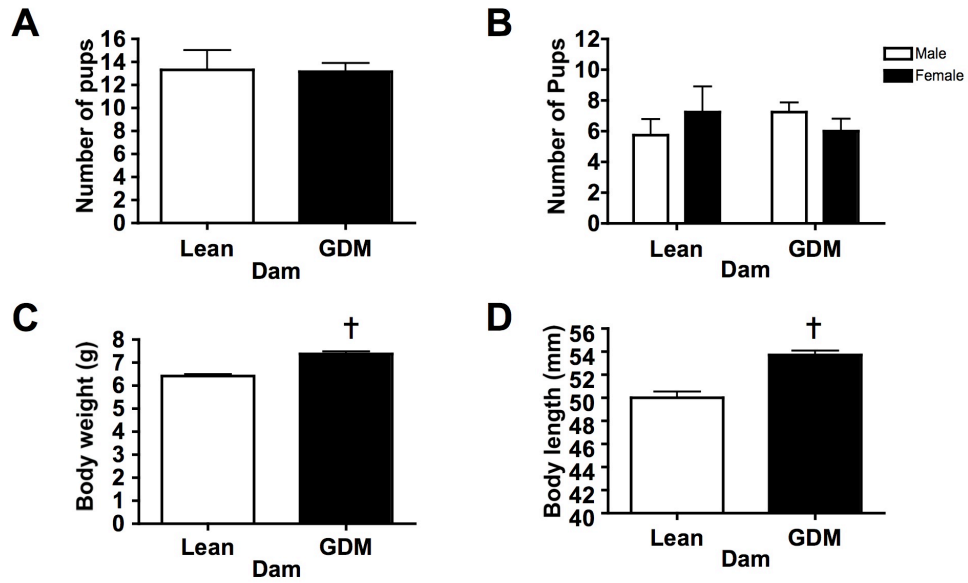 A
Number of pups
16
14
12
10
8
6
4
2
0
Lean
GDM
Dam
B
Number of Pups
12
10
8
6
4
2
0
Lean
GDM
Dam
Male
Female
C
Body weight (g)
8
7
6
5
4
3
2
1
0
†
Lean
GDM
Dam
D
Body length (mm)
56
54
52
50
48
46
44
42
40
†
Lean
GDM
Dam